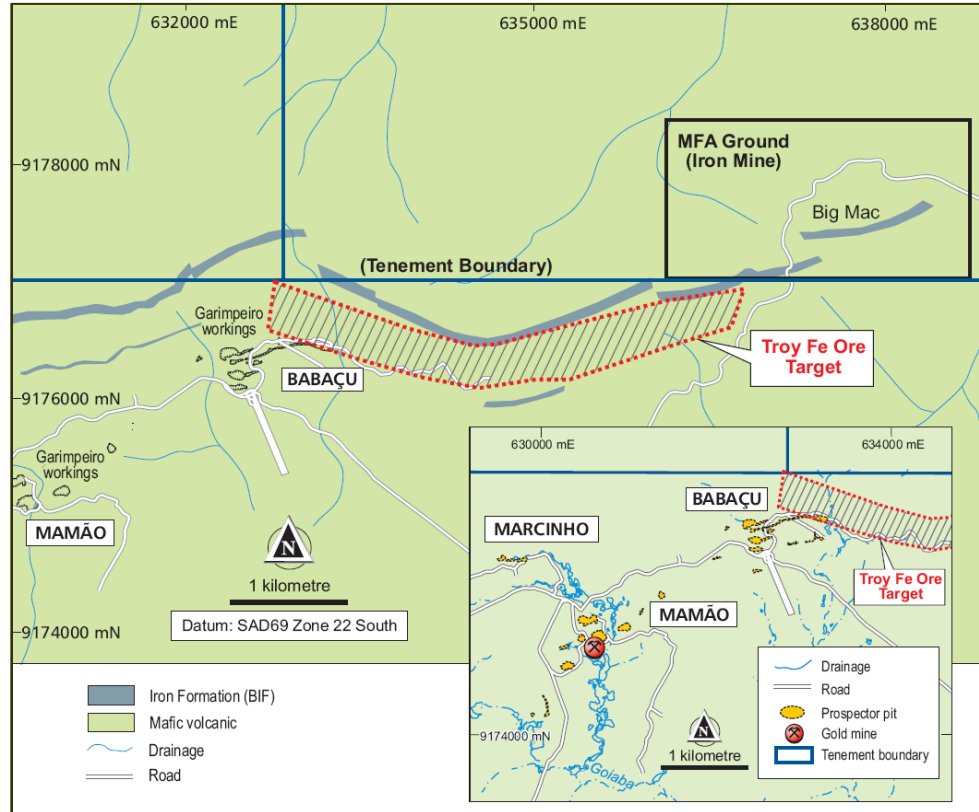 632000 mE
635000 mE
638000 mE
MFA Ground
(Iron Mine)
9178000 mN
Big Mac
(Tenement Boundary)
Garimpeiro
workings
Troy Fe Ore
Target
BABAÇU
9176000 mN
Garimpeiro
workings
MAMÃO
N
1 kilometre
Datum: SAD69 Zone 22 South
9174000 mN
Iron Formation (BIF)
Mafic volcanic
Drainage
Road
630000 mE
634000 mE
BABAÇU
MARCINHO
Troy Fe Ore
Target
MAMÃO
Drainage
Road
Prospector pit
Gold mine
Tenement boundary
9174000 mN
N
1 kilometre
Goiaba